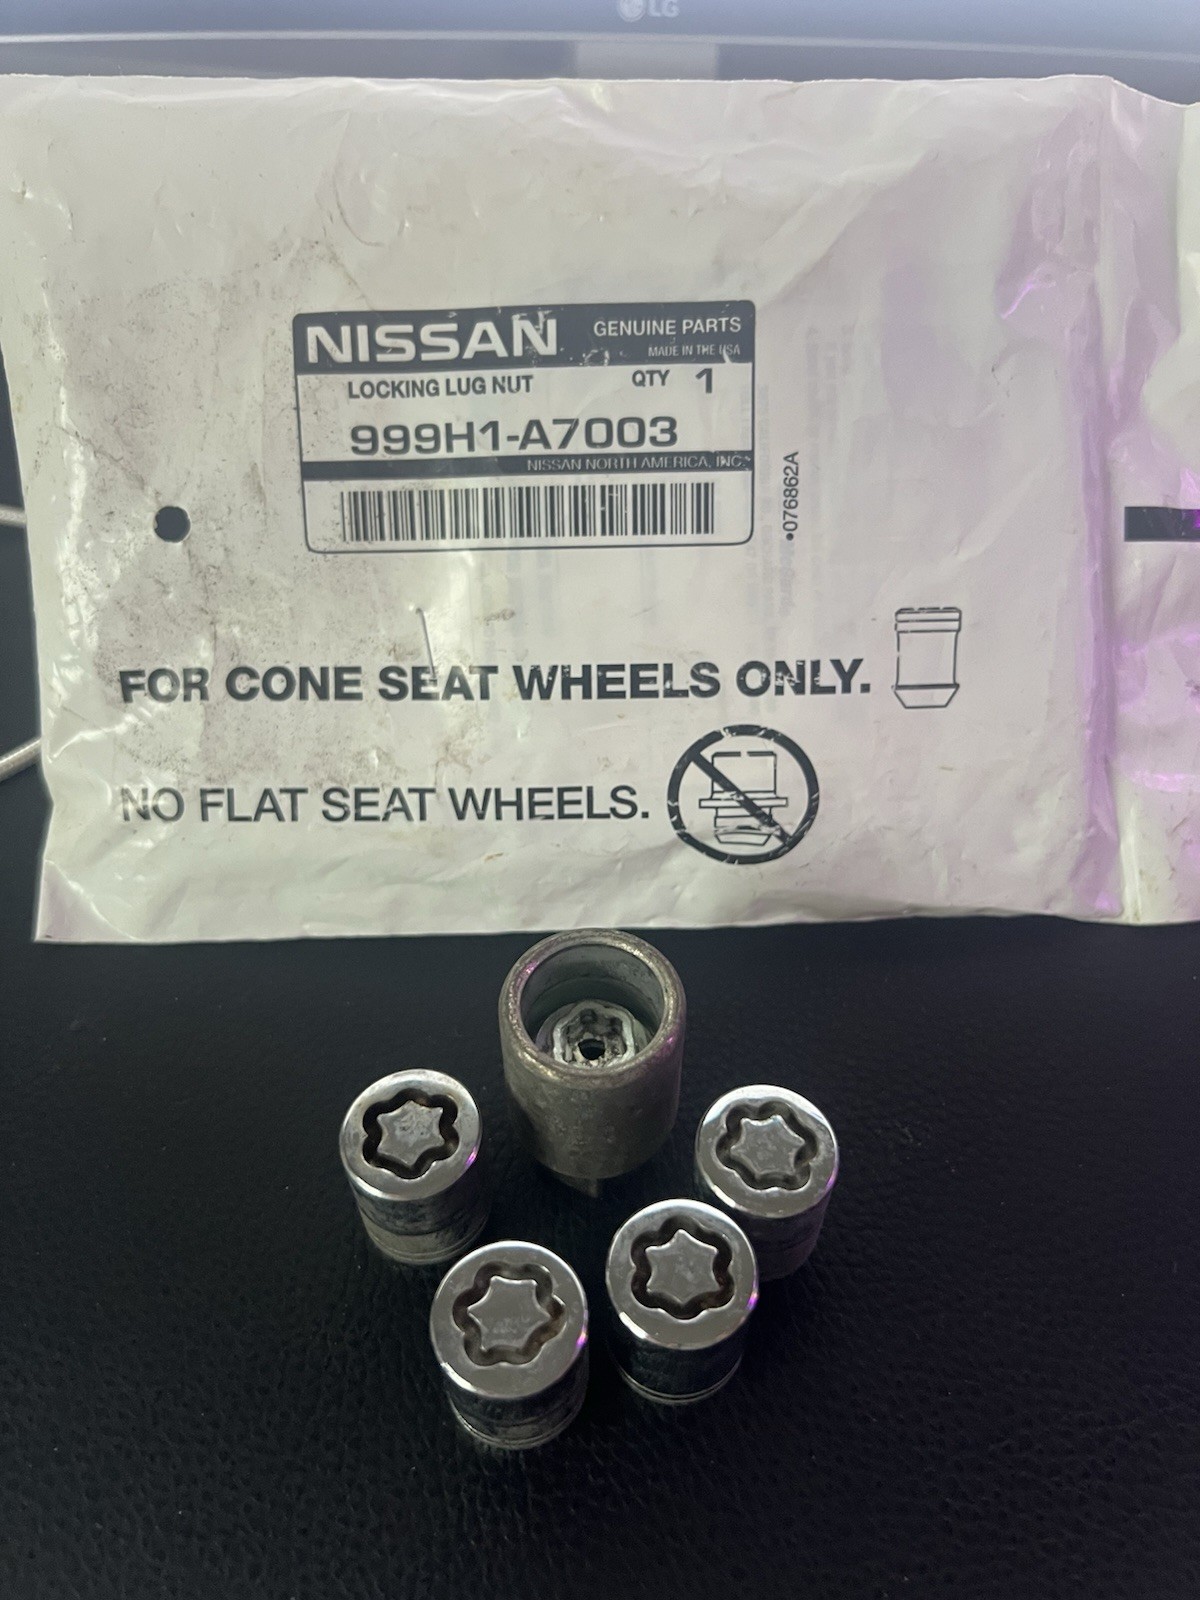 LG
NISSAN GENUINE PARTS
MADE IN THE USA
LOCKING LUG NUT QTY 1
999H1-A7003
NISSAN NORTH AMERICA, INC.
•076862A
FOR CONE SEAT WHEELS ONLY.
NO FLAT SEAT WHEELS.